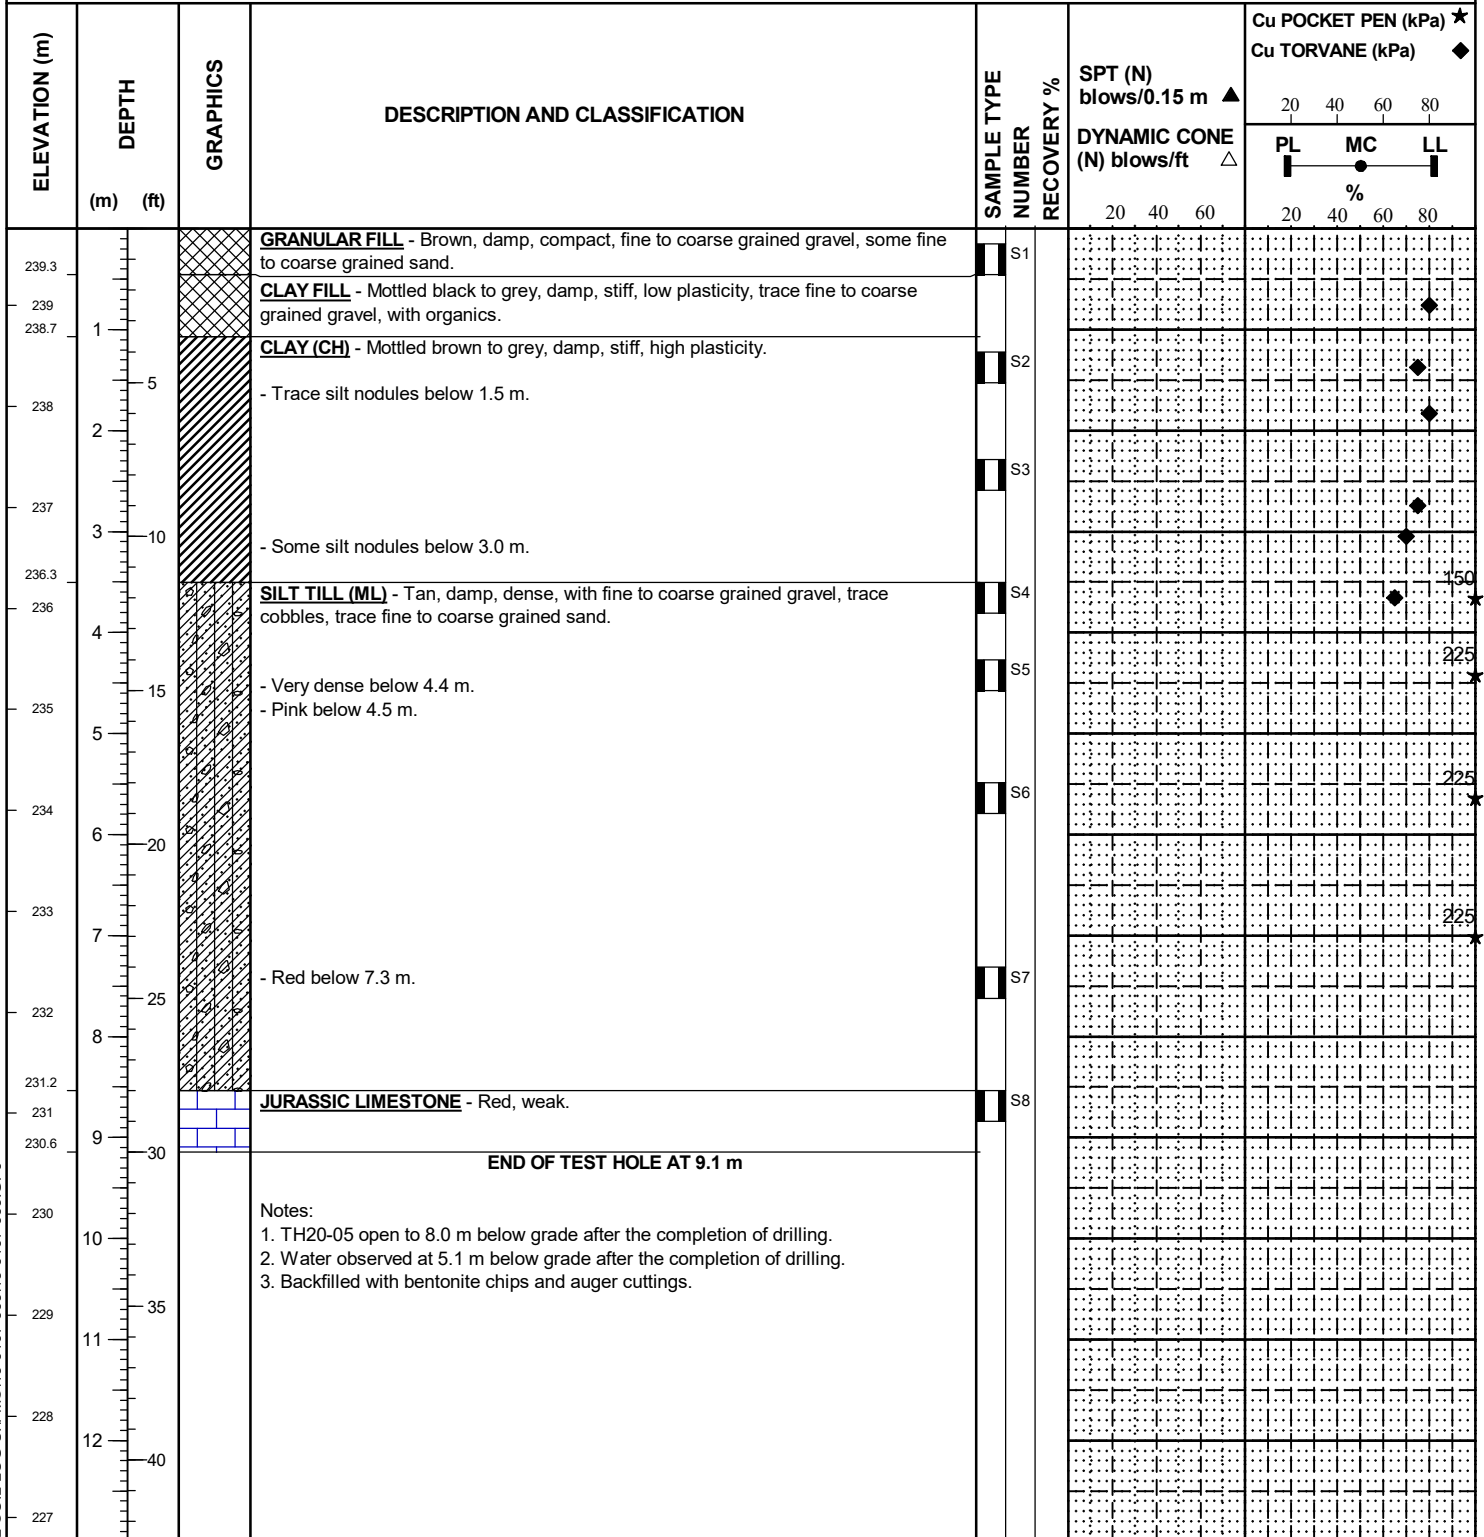 ELEVATION (m)
DEPTH
(m) (ft)
GRAPHICS
DESCRIPTION AND CLASSIFICATION
SAMPLE TYPE
NUMBER
RECOVERY %
SPT (N)
blows/0.15 m
DYNAMIC CONE
(N) blows/ft
20 40 60
Cu POCKET PEN (kPa)
Cu TORVANE (kPa)
20 40 60 80
PL MC LL
%
20 40 60 80
GRANULAR FILL - Brown, damp, compact, fine to coarse grained gravel, some fine
to coarse grained sand.
S1
239.3
CLAY FILL - Mottled black to grey, damp, stiff, low plasticity, trace fine to coarse
grained gravel, with organics.
239
238.7
1
CLAY (CH) - Mottled brown to grey, damp, stiff, high plasticity.
S2
5
- Trace silt nodules below 1.5 m.
238
2
S3
237
3
10
- Some silt nodules below 3.0 m.
236.3
150
SILT TILL (ML) - Tan, damp, dense, with fine to coarse grained gravel, trace
cobbles, trace fine to coarse grained sand.
S4
236
4
225
S5
- Very dense below 4.4 m.
15
- Pink below 4.5 m.
235
5
225
S6
234
6
20
233
225
7
- Red below 7.3 m.
S7
25
232
8
231.2
JURASSIC LIMESTONE - Red, weak.
S8
231
9
230.6
30
END OF TEST HOLE AT 9.1 m
Notes:
230
1. TH20-05 open to 8.0 m below grade after the completion of drilling.
10
2. Water observed at 5.1 m below grade after the completion of drilling.
3. Backfilled with bentonite chips and auger cuttings.
35
229
11
228
12
40
227